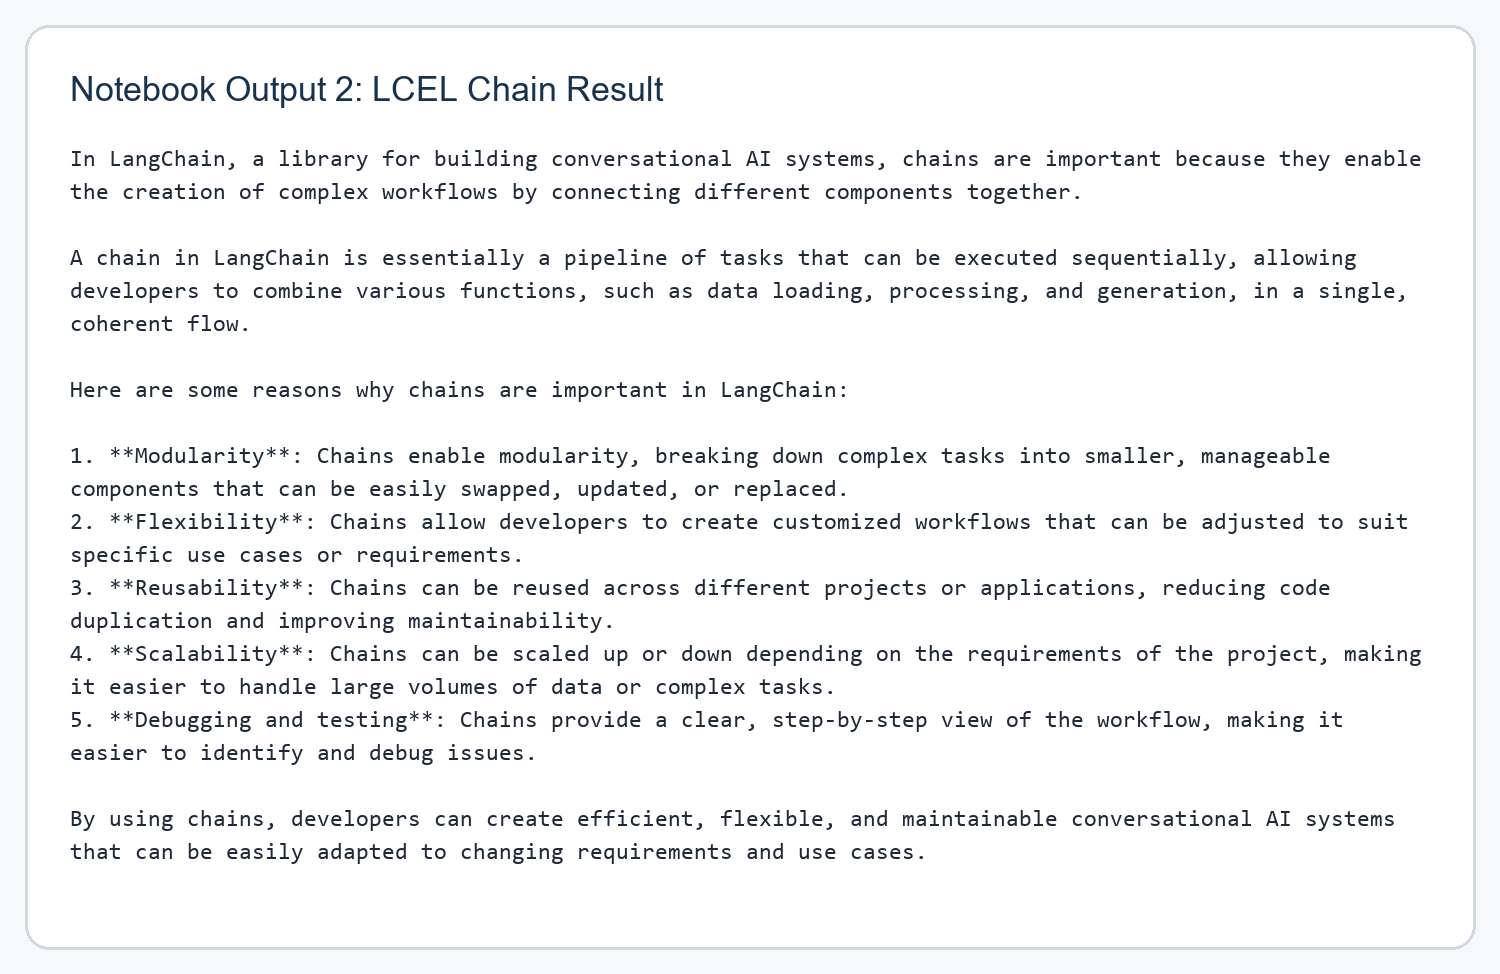 Notebook Output 2: LCEL Chain Result
In LangChain, a library for building conversational AI systems, chains are important because they enable
the creation of complex workflows by connecting different components together.
A chain in LangChain is essentially a pipeline of tasks that can be executed sequentially, allowing
developers to combine various functions, such as data loading, processing, and generation, in a single,
coherent flow.
Here are some reasons why chains are important in LangChain:
1. **Modularity**: Chains enable modularity, breaking down complex tasks into smaller, manageable
components that can be easily swapped, updated, or replaced.
2. **Flexibility**: Chains allow developers to create customized workflows that can be adjusted to suit
specific use cases or requirements.
3. **Reusability**: Chains can be reused across different projects or applications, reducing code
duplication and improving maintainability.
4. **Scalability**: Chains can be scaled up or down depending on the requirements of the project, making
it easier to handle large volumes of data or complex tasks.
5. **Debugging and testing**: Chains provide a clear, step-by-step view of the workflow, making it
easier to identify and debug issues.
By using chains, developers can create efficient, flexible, and maintainable conversational AI systems
that can be easily adapted to changing requirements and use cases.